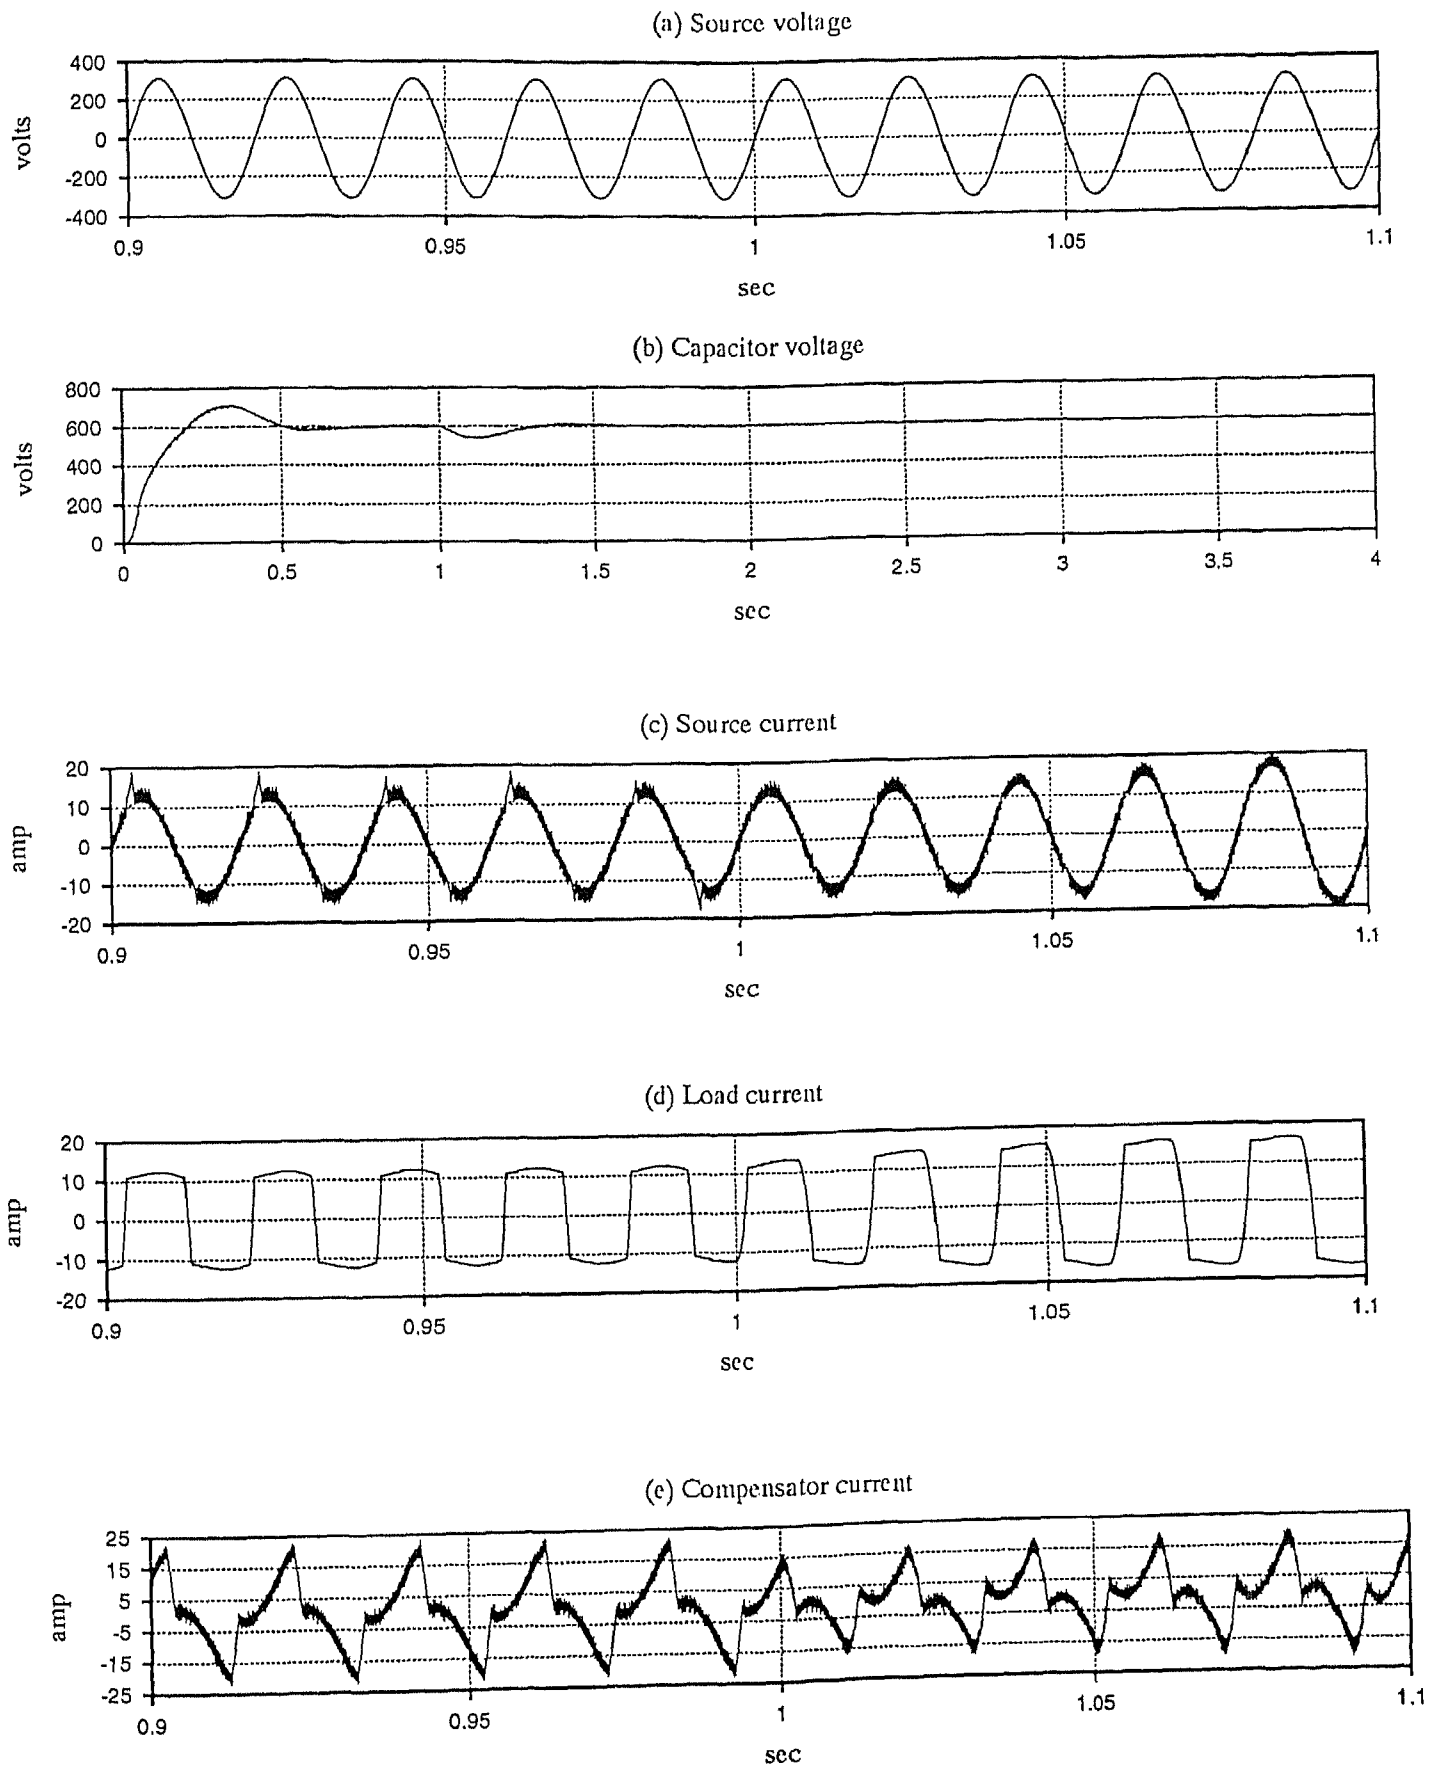 (a) Source voltage
400
200
0
-200
-400
volts
0.9 0.95 1 1.05 1.1
sec
(b) Capacitor voltage
800
600
400
200
0
volts
0 0.5 1 1.5 2 2.5 3 3.5 4
sec
(c) Source current
20
10
0
-10
-20
amp
0.9 0.95 1 1.05 1.1
sec
(d) Load current
20
10
0
-10
-20
amp
0.9 0.95 1 1.05 1.1
sec
(e) Compensator current
25
15
5
-5
-15
-25
amp
0.9 0.95 1 1.05 1.1
sec